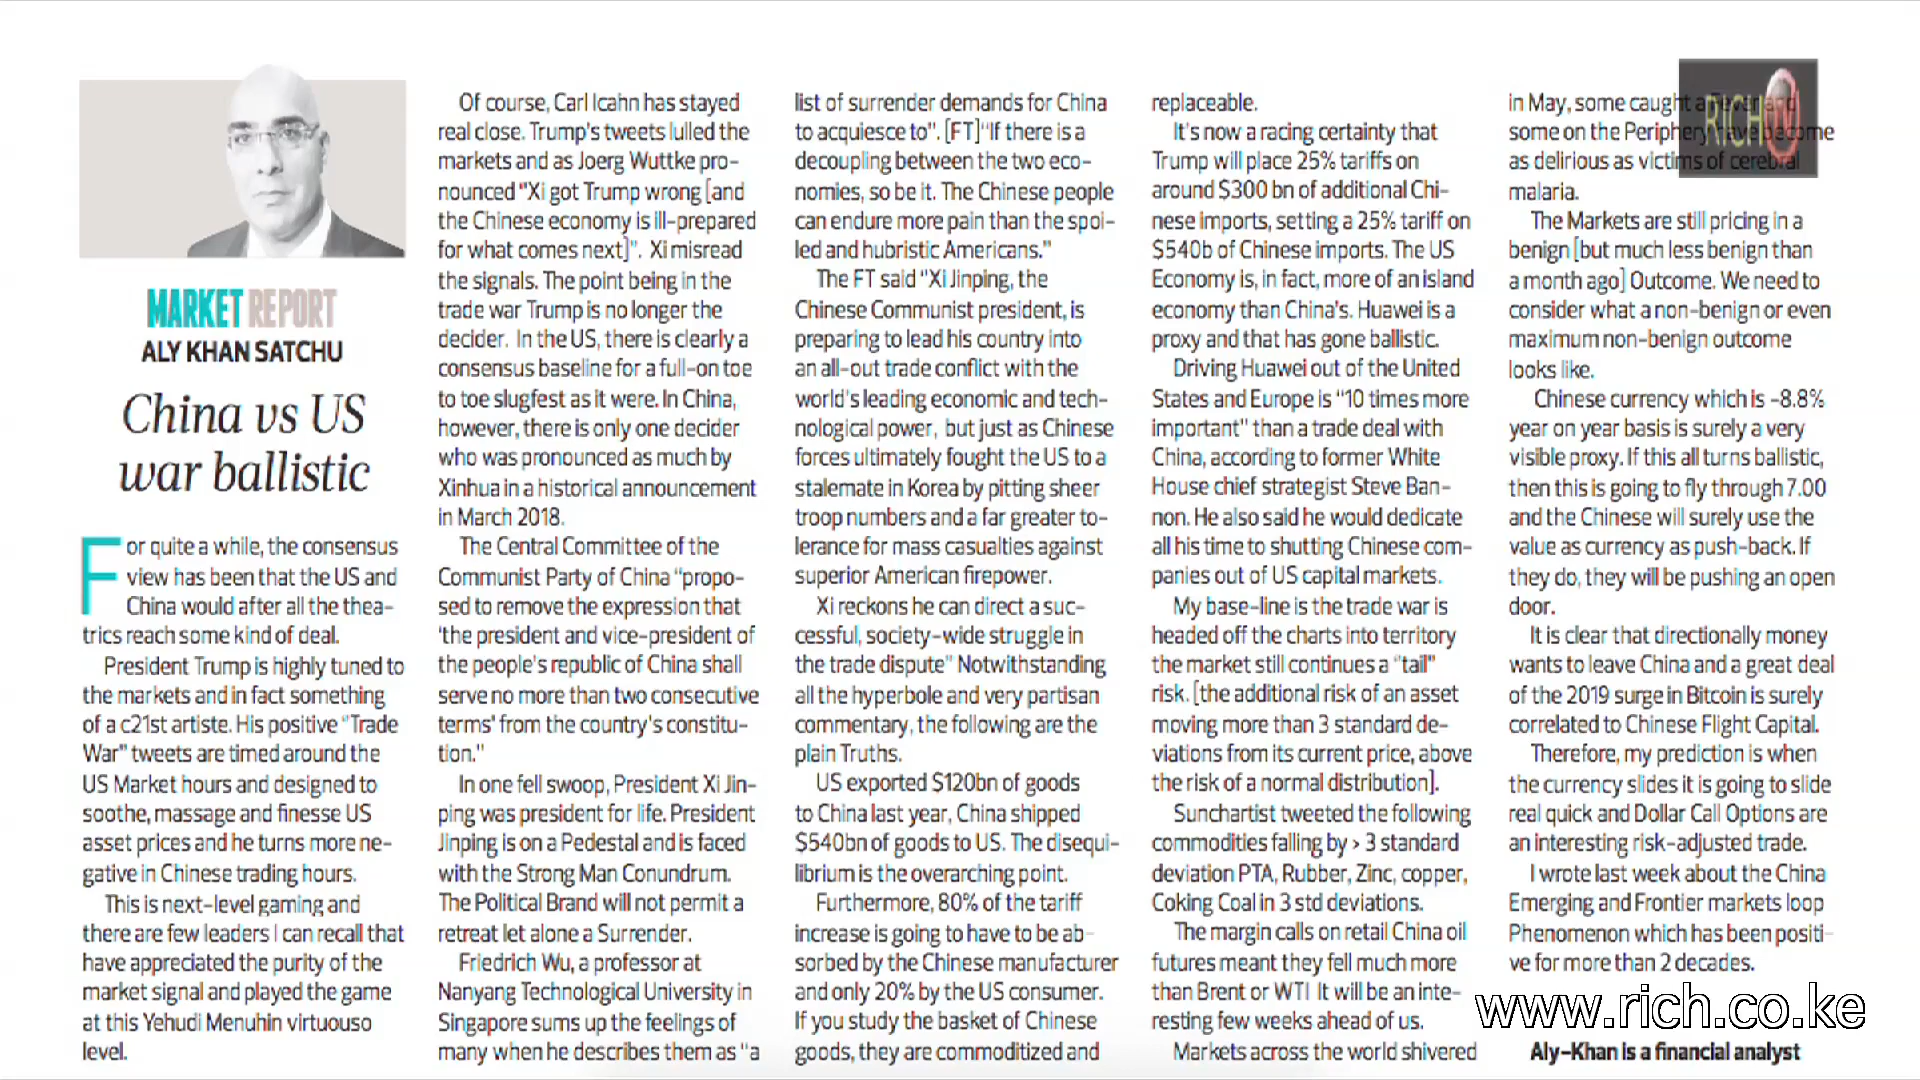 MARKET REPORT
ALY KHAN SATCHU
China vs US
war ballistic
For quite a while, the consensus
view has been that the US and
China would after all the thea-
trics reach some kind of deal.
President Trump is highly tuned to
the markets and in fact something
of a c21st artiste. His positive "Trade
War" tweets are timed around the
US Market hours and designed to
soothe, massage and finesse US
asset prices and he turns more ne-
gative in Chinese trading hours.
This is next-level gaming and
there are few leaders I can recall that
have appreciated the purity of the
market signal and played the game
at this Yehudi Menuhin virtuouso
level.
Of course, Carl Icahn has stayed
real close. Trump's tweets lulled the
markets and as Joerg Wuttke pro-
nounced "Xi got Trump wrong [and
the Chinese economy is ill-prepared
for what comes next]". Xi misread
the signals. The point being in the
trade war Trump is no longer the
decider. In the US, there is clearly a
consensus baseline for a full-on toe
to toe slugfest as it were. In China,
however, there is only one decider
who was pronounced as much by
Xinhua in a historical announcement
in March 2018.
The Central Committee of the
Communist Party of China "propo-
sed to remove the expression that
'the president and vice-president of
the people's republic of China shall
serve no more than two consecutive
terms' from the country's constitu-
tion."
In one fell swoop, President Xi Jin-
ping was president for life. President
Jinping is on a Pedestal and is faced
with the Strong Man Conundrum.
The Political Brand will not permit a
retreat let alone a Surrender.
Friedrich Wu, a professor at
Nanyang Technological University in
Singapore sums up the feelings of
many when he describes them as "a
list of surrender demands for China
to acquiesce to". [FT]"If there is a
decoupling between the two eco-
nomies, so be it. The Chinese people
can endure more pain than the spoi-
led and hubristic Americans."
The FT said "Xi Jinping, the
Chinese Communist president, is
preparing to lead his country into
an all-out trade conflict with the
world's leading economic and tech-
nological power, but just as Chinese
forces ultimately fought the US to a
stalemate in Korea by pitting sheer
troop numbers and a far greater to-
lerance for mass casualties against
superior American firepower.
Xi reckons he can direct a suc-
cessful, society-wide struggle in
the trade dispute" Notwithstanding
all the hyperbole and very partisan
commentary, the following are the
plain Truths.
US exported $120bn of goods
to China last year, China shipped
$540bn of goods to US. The disequi-
librium is the overarching point.
Furthermore, 80% of the tariff
increase is going to have to be ab-
sorbed by the Chinese manufacturer
and only 20% by the US consumer.
If you study the basket of Chinese
goods, they are commoditized and
replaceable.
It's now a racing certainty that
Trump will place 25% tariffs on
around $300 bn of additional Chi-
nese imports, setting a 25% tariff on
$540b of Chinese imports. The US
Economy is, in fact, more of an island
economy than China's. Huawei is a
proxy and that has gone ballistic.
Driving Huawei out of the United
States and Europe is "10 times more
important" than a trade deal with
China, according to former White
House chief strategist Steve Ban-
non. He also said he would dedicate
all his time to shutting Chinese com-
panies out of US capital markets.
My base-line is the trade war is
headed off the charts into territory
the market still continues a "tail"
risk. [the additional risk of an asset
moving more than 3 standard de-
viations from its current price, above
the risk of a normal distribution].
Sunchartist tweeted the following
commodities falling by > 3 standard
deviation PTA, Rubber, Zinc, copper,
Coking Coal in 3 std deviations.
The margin calls on retail China oil
futures meant they fell much more
than Brent or WTI It will be an inte-
resting few weeks ahead of us.
Markets across the world shivered
in May, some caught a Fever and
some on the Periphery have become
as delirious as victims of cerebral
malaria.
The Markets are still pricing in a
benign [but much less benign than
a month ago] Outcome. We need to
consider what a non-benign or even
maximum non-benign outcome
looks like.
Chinese currency which is -8.8%
year on year basis is surely a very
visible proxy. If this all turns ballistic,
then this is going to fly through 7.00
and the Chinese will surely use the
value as currency as push-back. If
they do, they will be pushing an open
door.
It is clear that directionally money
wants to leave China and a great deal
of the 2019 surge in Bitcoin is surely
correlated to Chinese Flight Capital.
Therefore, my prediction is when
the currency slides it is going to slide
real quick and Dollar Call Options are
an interesting risk-adjusted trade.
I wrote last week about the China
Emerging and Frontier markets loop
Phenomenon which has been positi-
ve for more than 2 decades.
Aly-Khan is a financial analyst
RICH TV
www.rich.co.ke